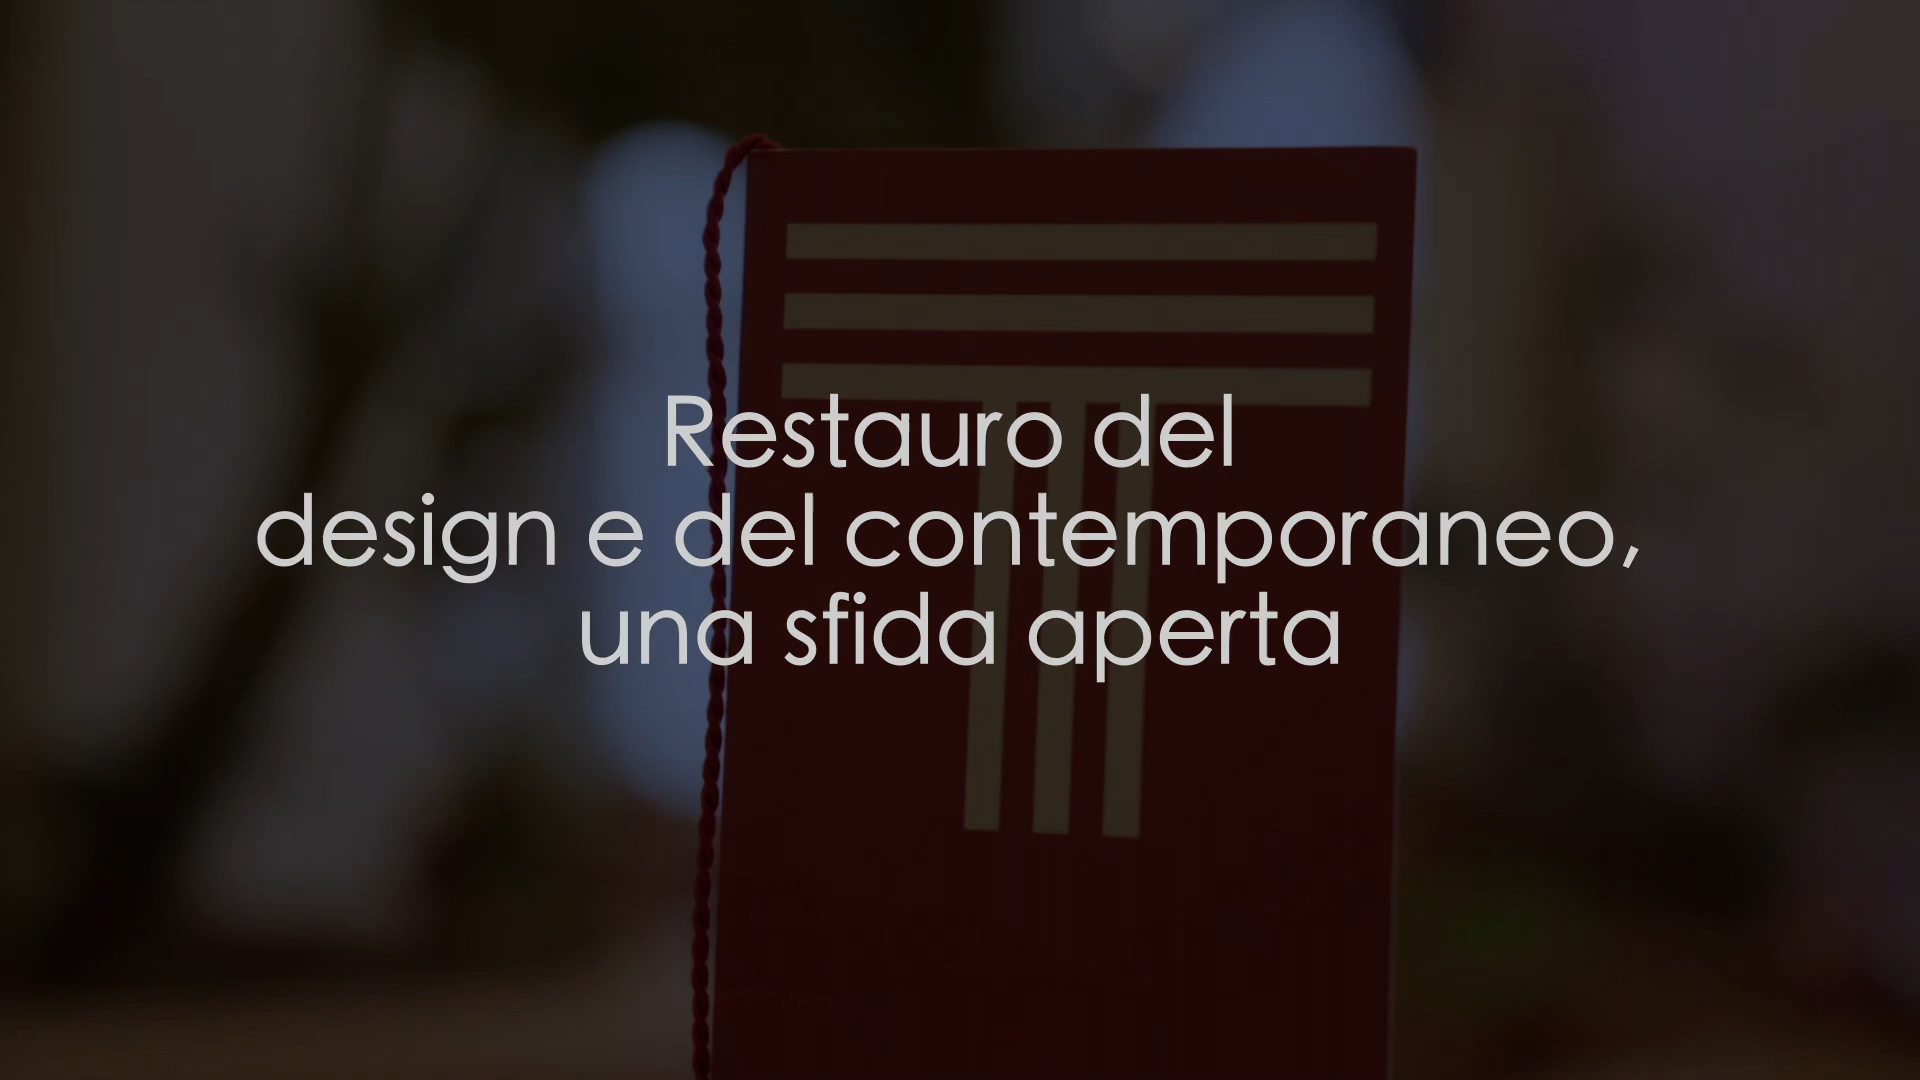 Restauro del
design e del contemporaneo,
una sfida aperta